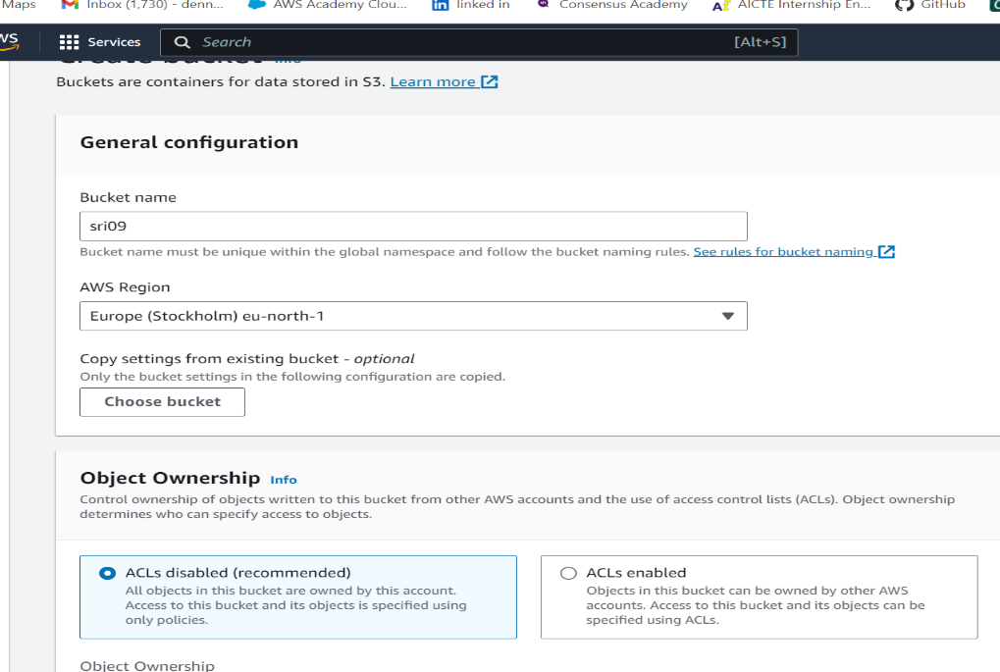 Maps Inbox (1,730) - denn... AWS Academy Clou... in linked in Consensus Academy AICTE Internship En... GitHub
Services Search [Alt+S]
Create bucket Info
Buckets are containers for data stored in S3. Learn more
General configuration
Bucket name
sri09
Bucket name must be unique within the global namespace and follow the bucket naming rules. See rules for bucket naming
AWS Region
Europe (Stockholm) eu-north-1
Copy settings from existing bucket - optional
Only the bucket settings in the following configuration are copied.
Choose bucket
Object Ownership Info
Control ownership of objects written to this bucket from other AWS accounts and the use of access control lists (ACLs). Object ownership
determines who can specify access to objects.
ACLs disabled (recommended)
All objects in this bucket are owned by this account.
Access to this bucket and its objects is specified using
only policies.
ACLs enabled
Objects in this bucket can be owned by other AWS
accounts. Access to this bucket and its objects can be
specified using ACLs.
Object Ownership